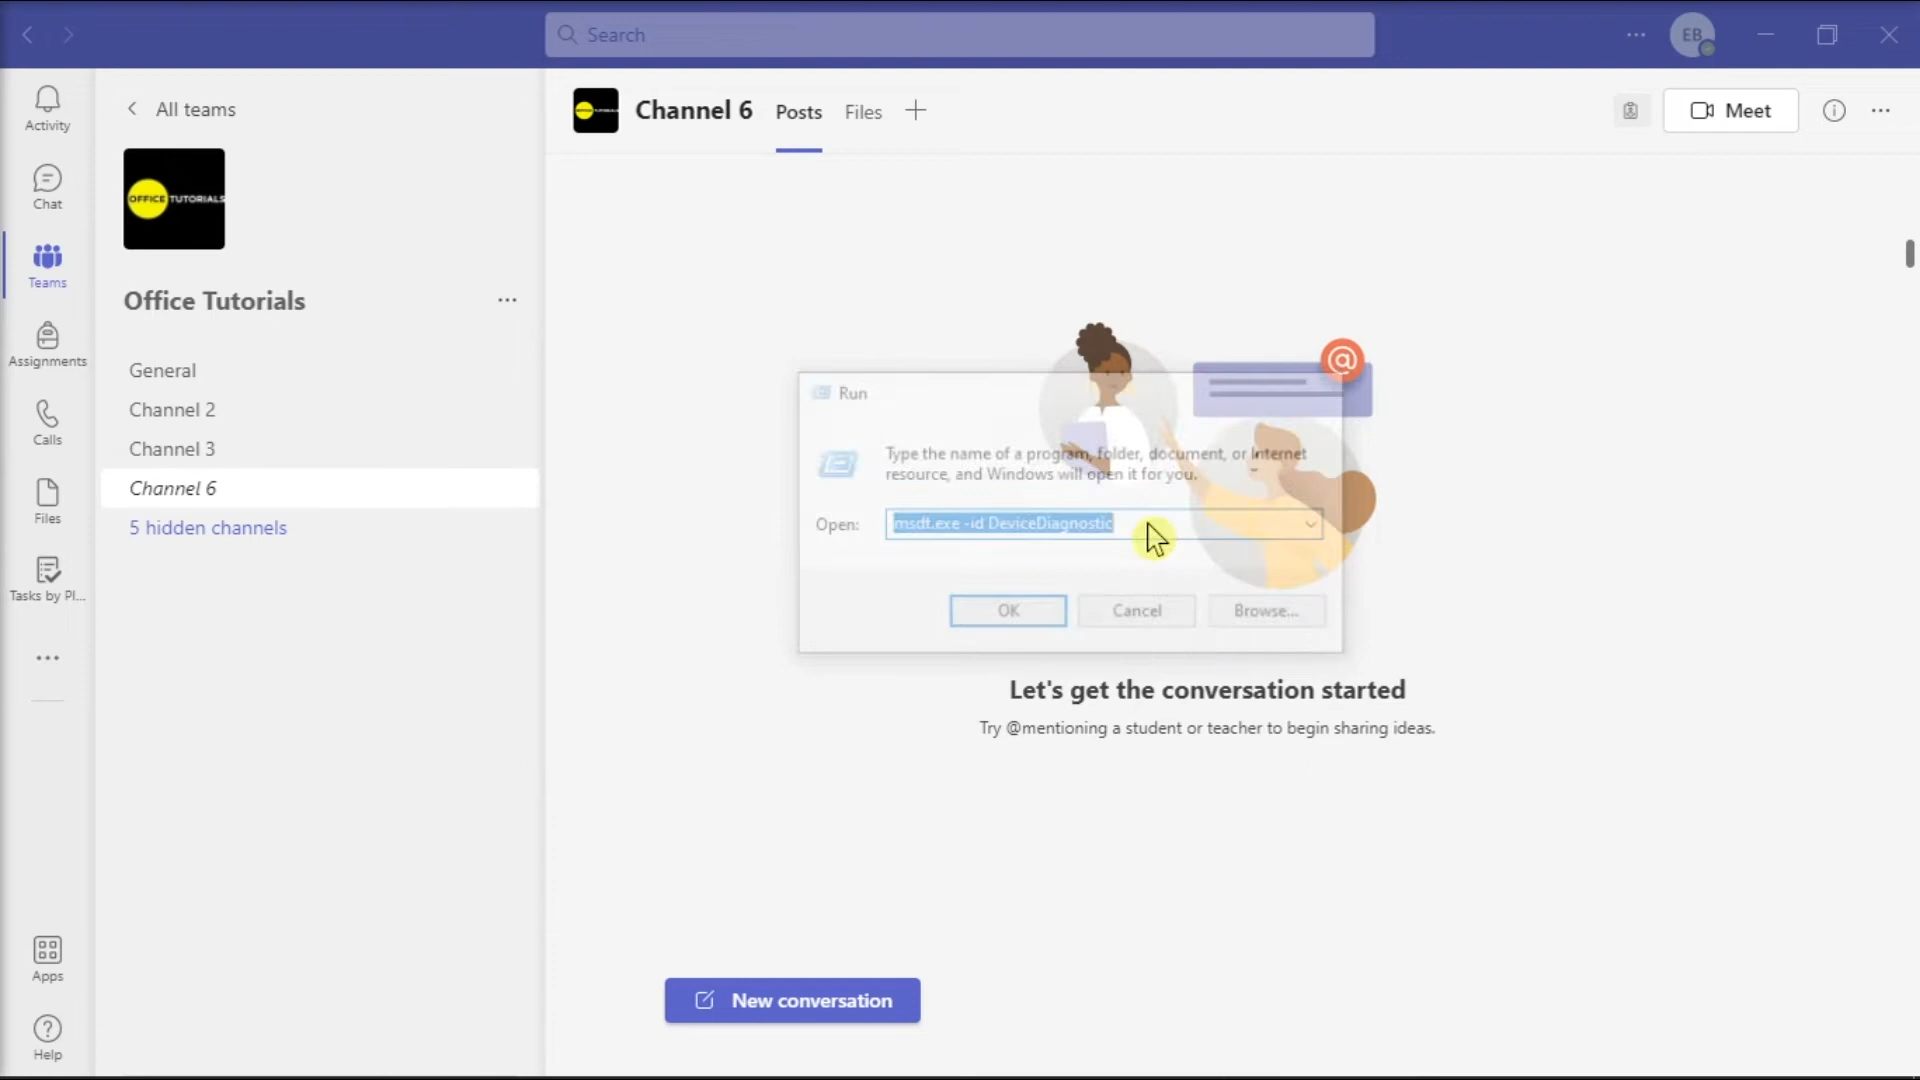 Search
EB
Activity
Chat
Teams
Assignments
Calls
Files
Tasks by Pl...
Apps
Help
All teams
OFFICE TUTORIALS
Office Tutorials
General
Channel 2
Channel 3
Channel 6
5 hidden channels
Channel 6 Posts Files
Meet
@
Run
Type the name of a program, folder, document, or Internet
resource, and Windows will open it for you.
Open: msdt.exe -id DeviceDiagnostic
OK Cancel Browse...
Let's get the conversation started
Try @mentioning a student or teacher to begin sharing ideas.
New conversation